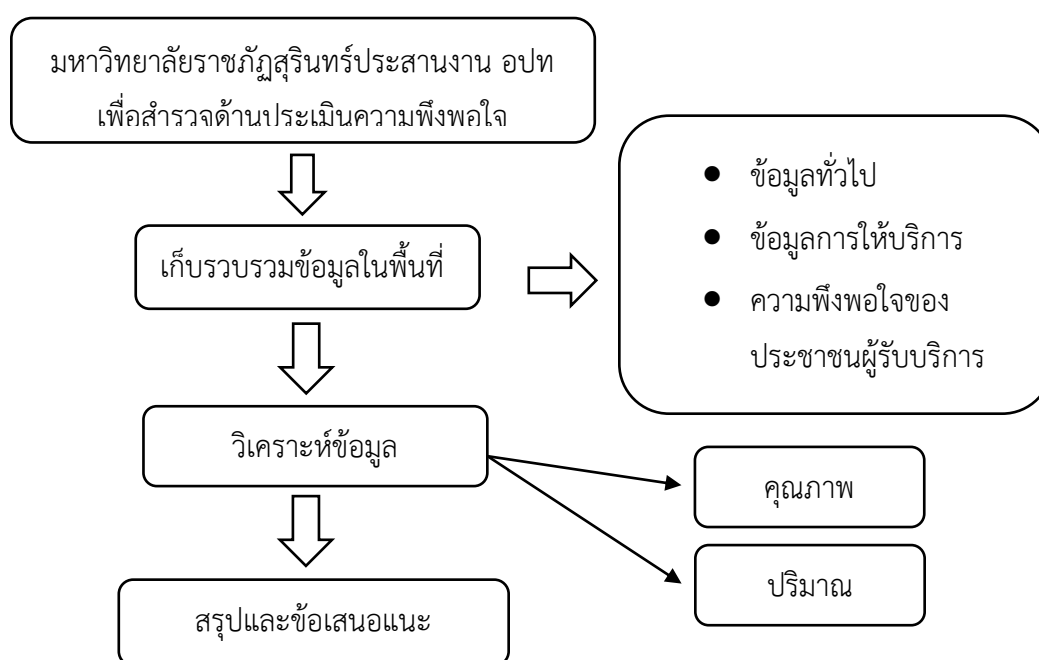 มหาวิทยาลัยราชภัฏสุรินทร์ประสานงาน อปท
เพื่อสำรวจด้านประเมินความพึงพอใจ
เก็บรวบรวมข้อมูลในพื้นที่
● ข้อมูลทั่วไป
● ข้อมูลการให้บริการ
● ความพึงพอใจของ
ประชาชนผู้รับบริการ
วิเคราะห์ข้อมูล
คุณภาพ
ปริมาณ
สรุปและข้อเสนอแนะ